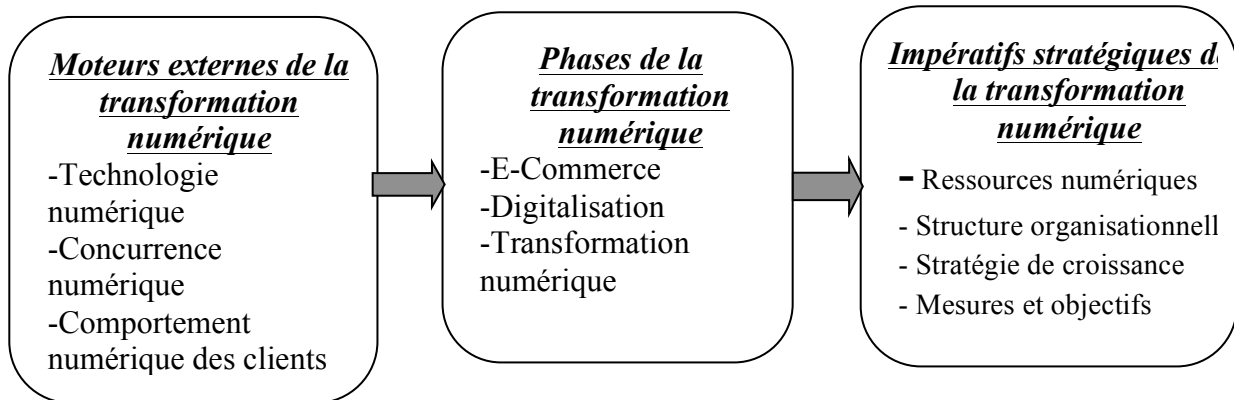 Moteurs externes de la
transformation
numérique
-Technologie
numérique
-Concurrence
numérique
-Comportement
numérique des clients
Phases de la
transformation
numérique
-E-Commerce
-Digitalisation
-Transformation
numérique
Impératifs stratégiques d
la transformation
numérique
- Ressources numériques
- Structure organisationnell
- Stratégie de croissance
- Mesures et objectifs